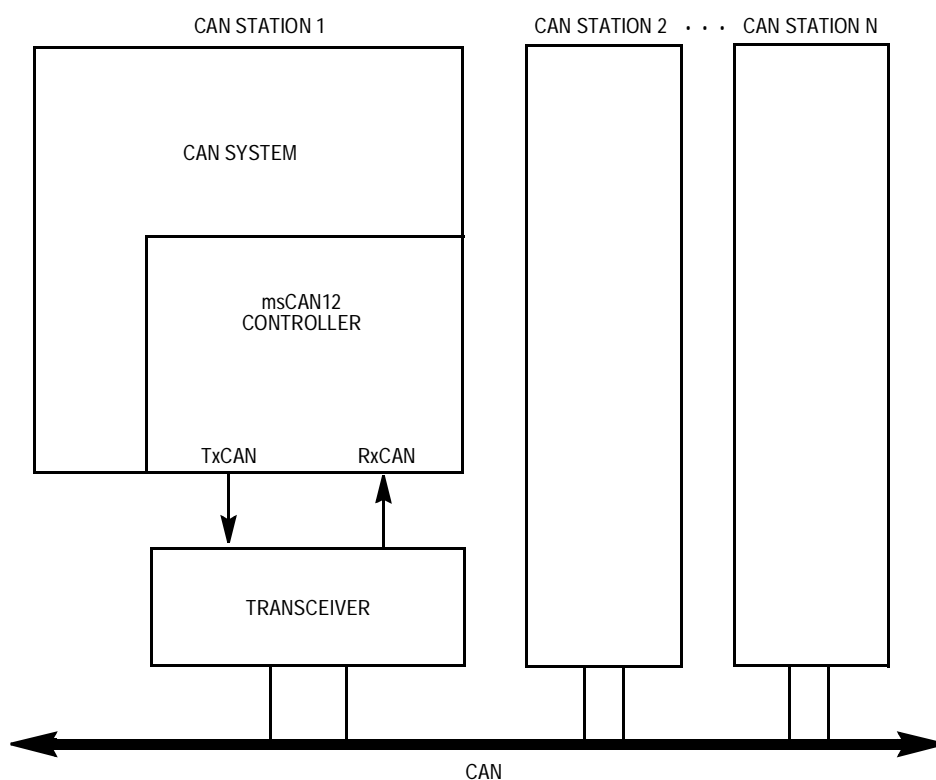 CAN STATION 1
CAN STATION 2 . . . CAN STATION N
CAN SYSTEM
msCAN12
CONTROLLER
TxCAN
RxCAN
TRANSCEIVER
CAN